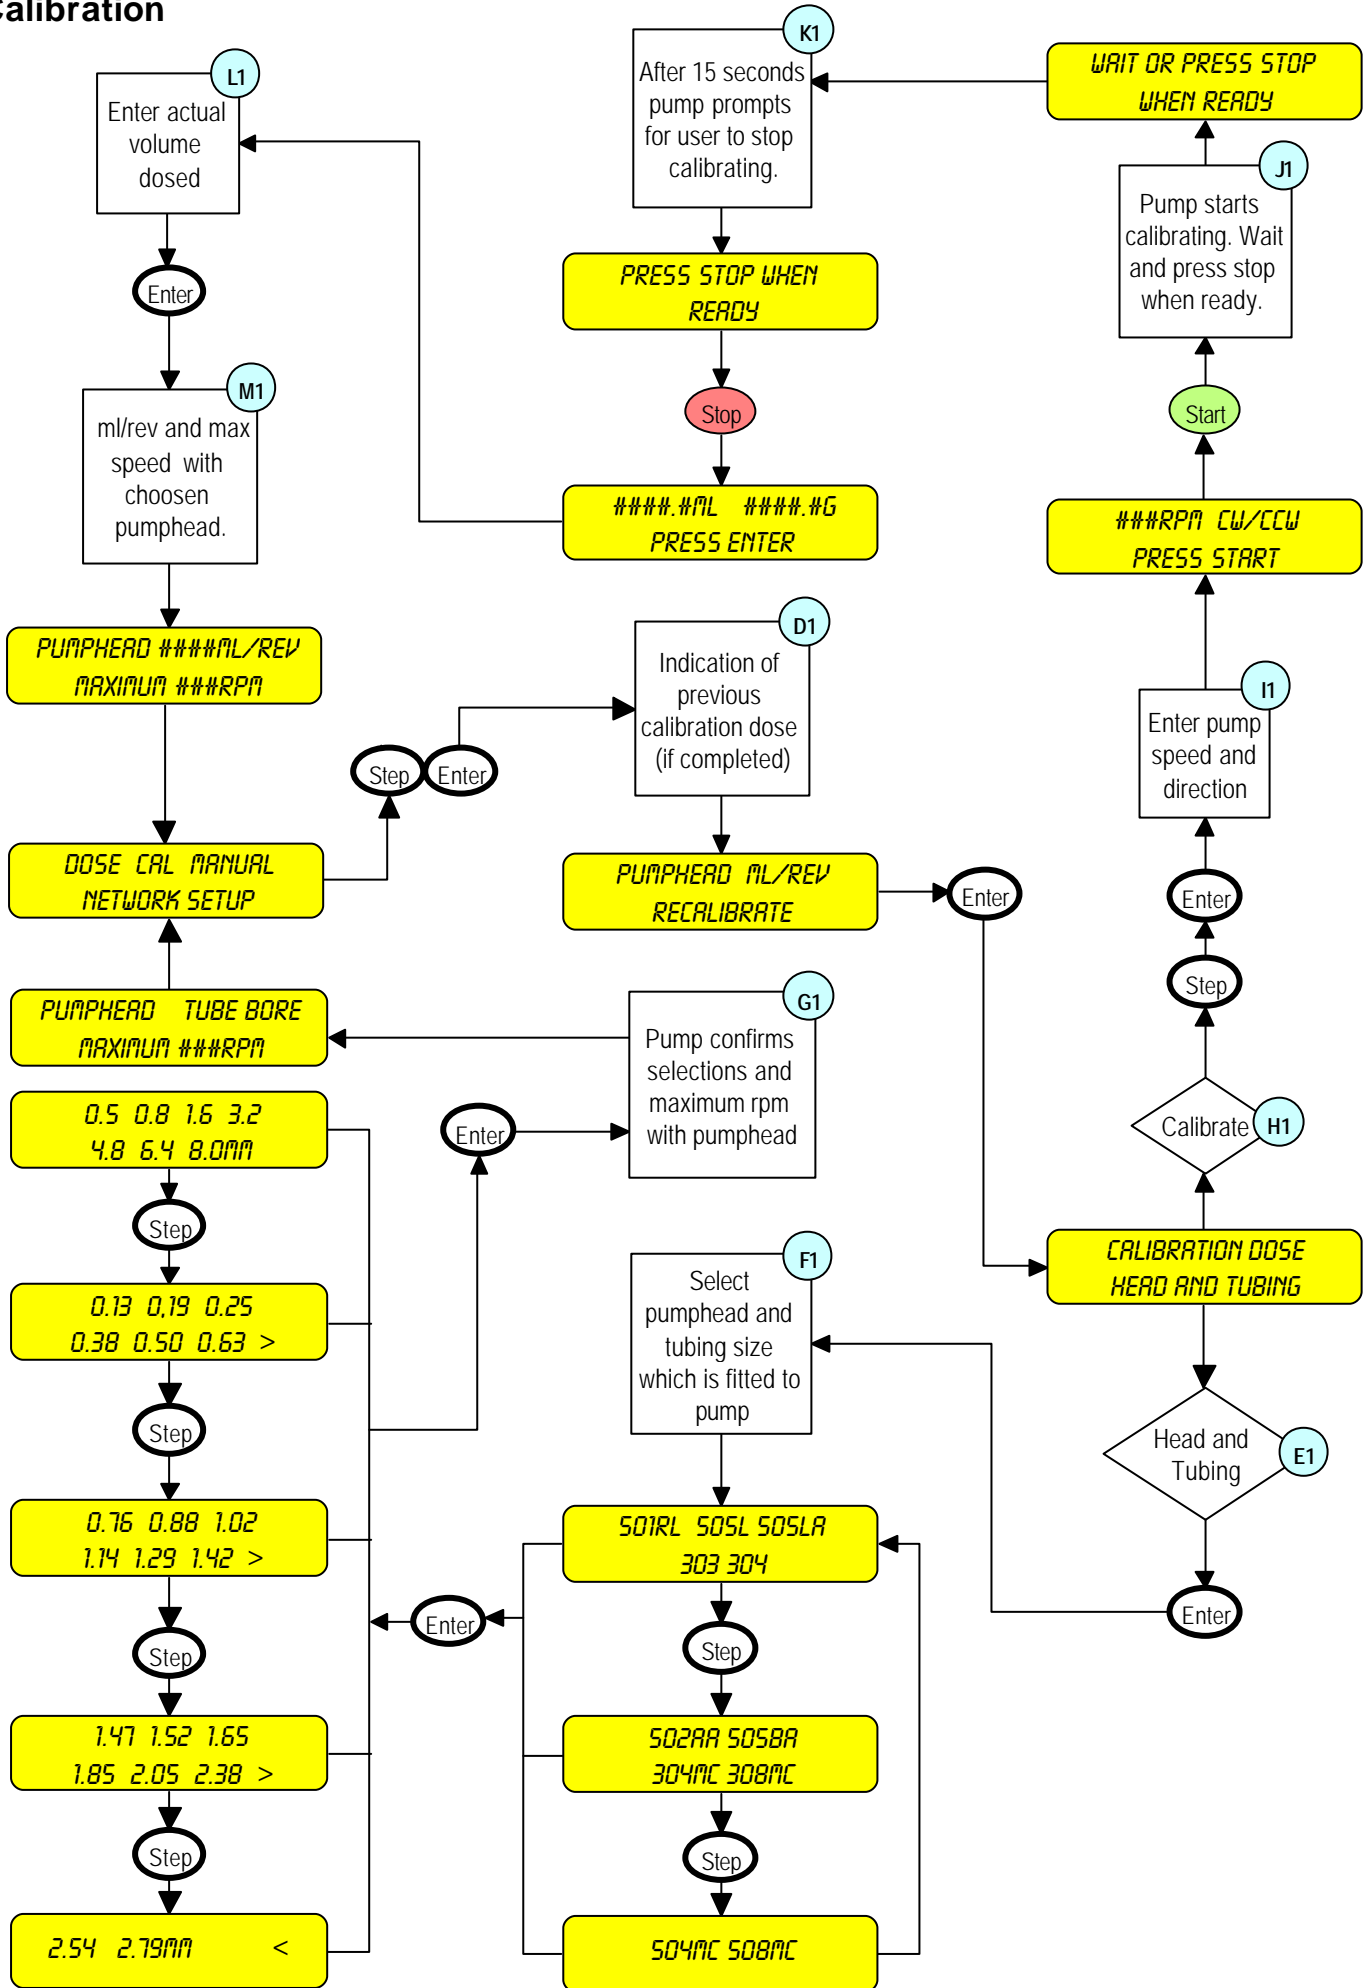 Calibration
L1
Enter actual
volume
dosed
Enter
M1
ml/rev and max
speed with
choosen
pumphead.
PUMPHEAD ####ML/REV
MAXIMUM ###RPM
DOSE CAL MANUAL
NETWORK SETUP
PUMPHEAD TUBE BORE
MAXIMUM ###RPM
0.5 0.8 1.6 3.2
4.8 6.4 8.0MM
Step
0.13 0,19 0.25
0.38 0.50 0.63 >
Step
0.76 0.88 1.02
1.14 1.29 1.42 >
Step
1.47 1.52 1.65
1.85 2.05 2.38 >
Step
2.54 2.79MM <
K1
After 15 seconds
pump prompts
for user to stop
calibrating.
PRESS STOP WHEN
READY
Stop
####.#ML ####.#G
PRESS ENTER
Step
Enter
D1
Indication of
previous
calibration dose
(if completed)
PUMPHEAD ML/REV
RECALIBRATE
Enter
G1
Pump confirms
selections and
maximum rpm
with pumphead
Enter
F1
Select
pumphead and
tubing size
which is fitted to
pump
501RL 505L 505LA
303 304
Enter
Step
502AA 505BA
304MC 308MC
Step
504MC 508MC
WAIT OR PRESS STOP
WHEN READY
J1
Pump starts
calibrating. Wait
and press stop
when ready.
Start
###RPM CW/CCW
PRESS START
I1
Enter pump
speed and
direction
Enter
Step
Calibrate
H1
CALIBRATION DOSE
HEAD AND TUBING
Head and
Tubing
E1
Enter